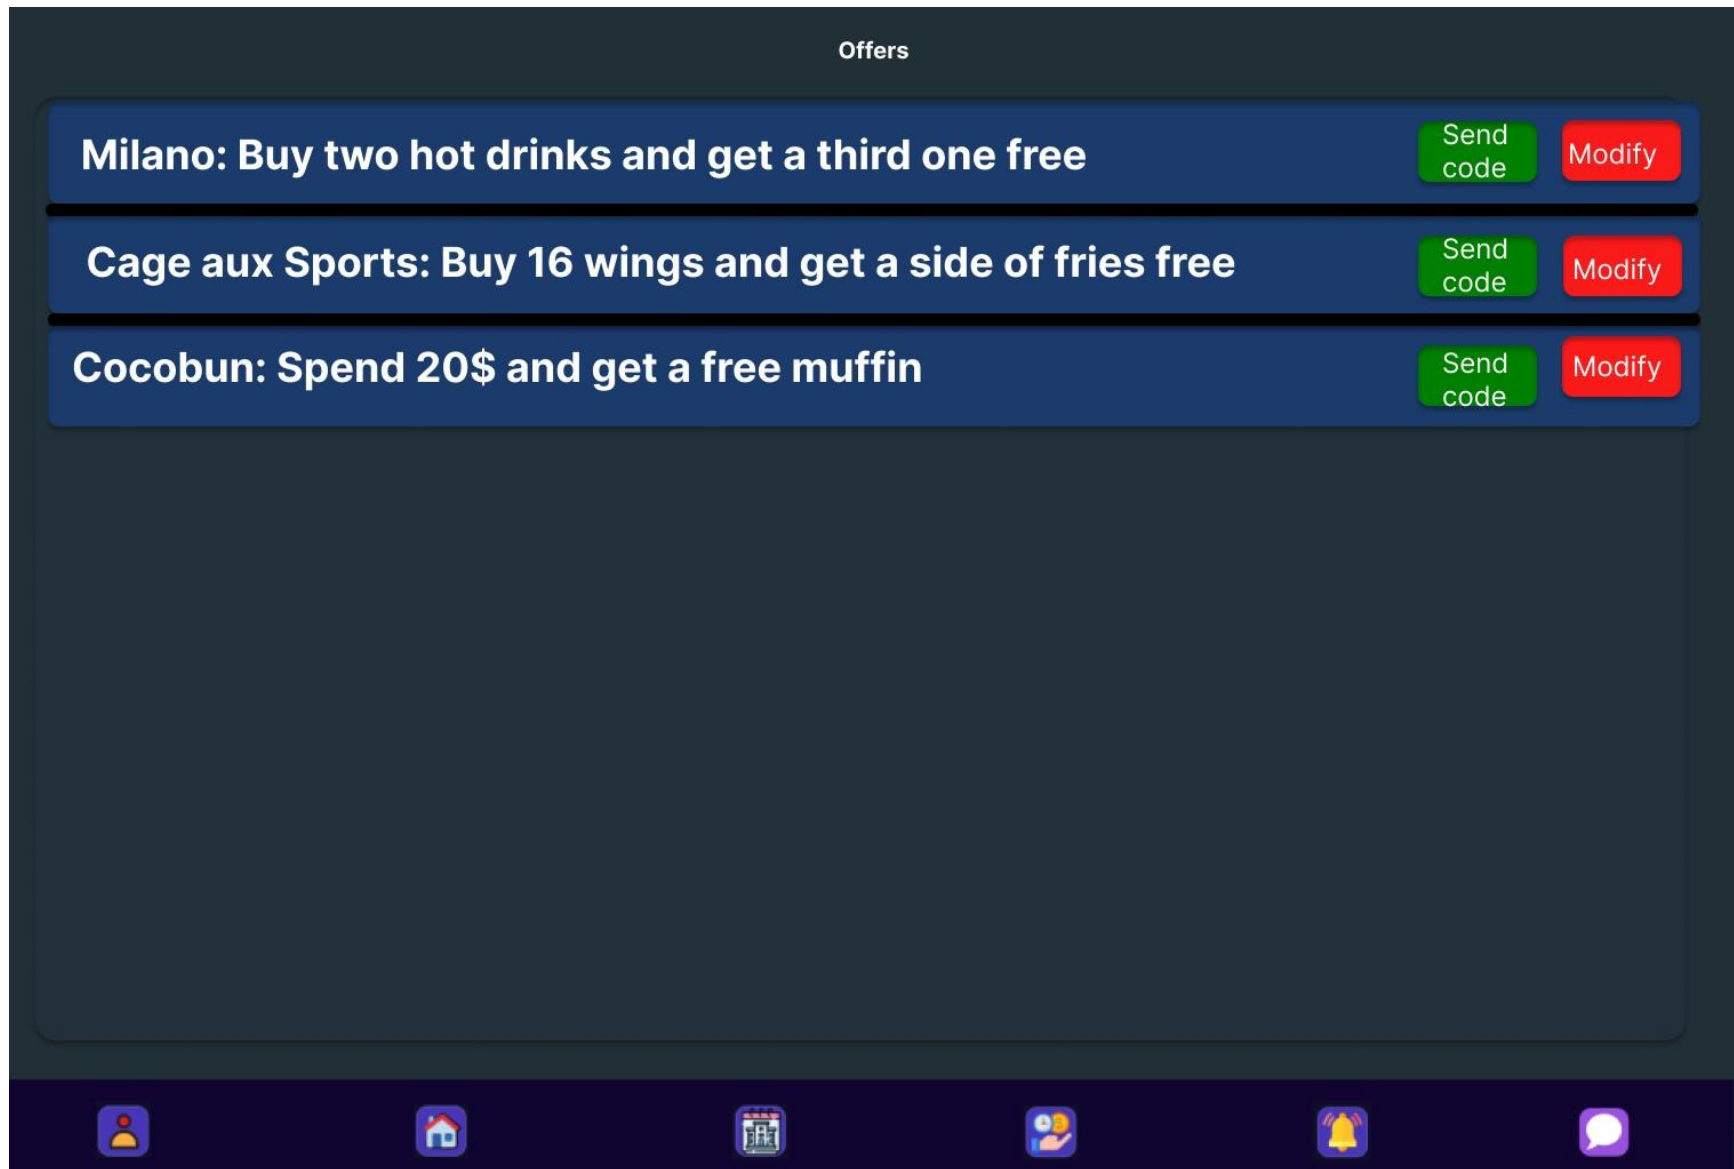 Offers
Milano: Buy two hot drinks and get a third one free
Send
code
Modify
Cage aux Sports: Buy 16 wings and get a side of fries free
Send
code
Modify
Cocobun: Spend 20$ and get a free muffin
Send
code
Modify